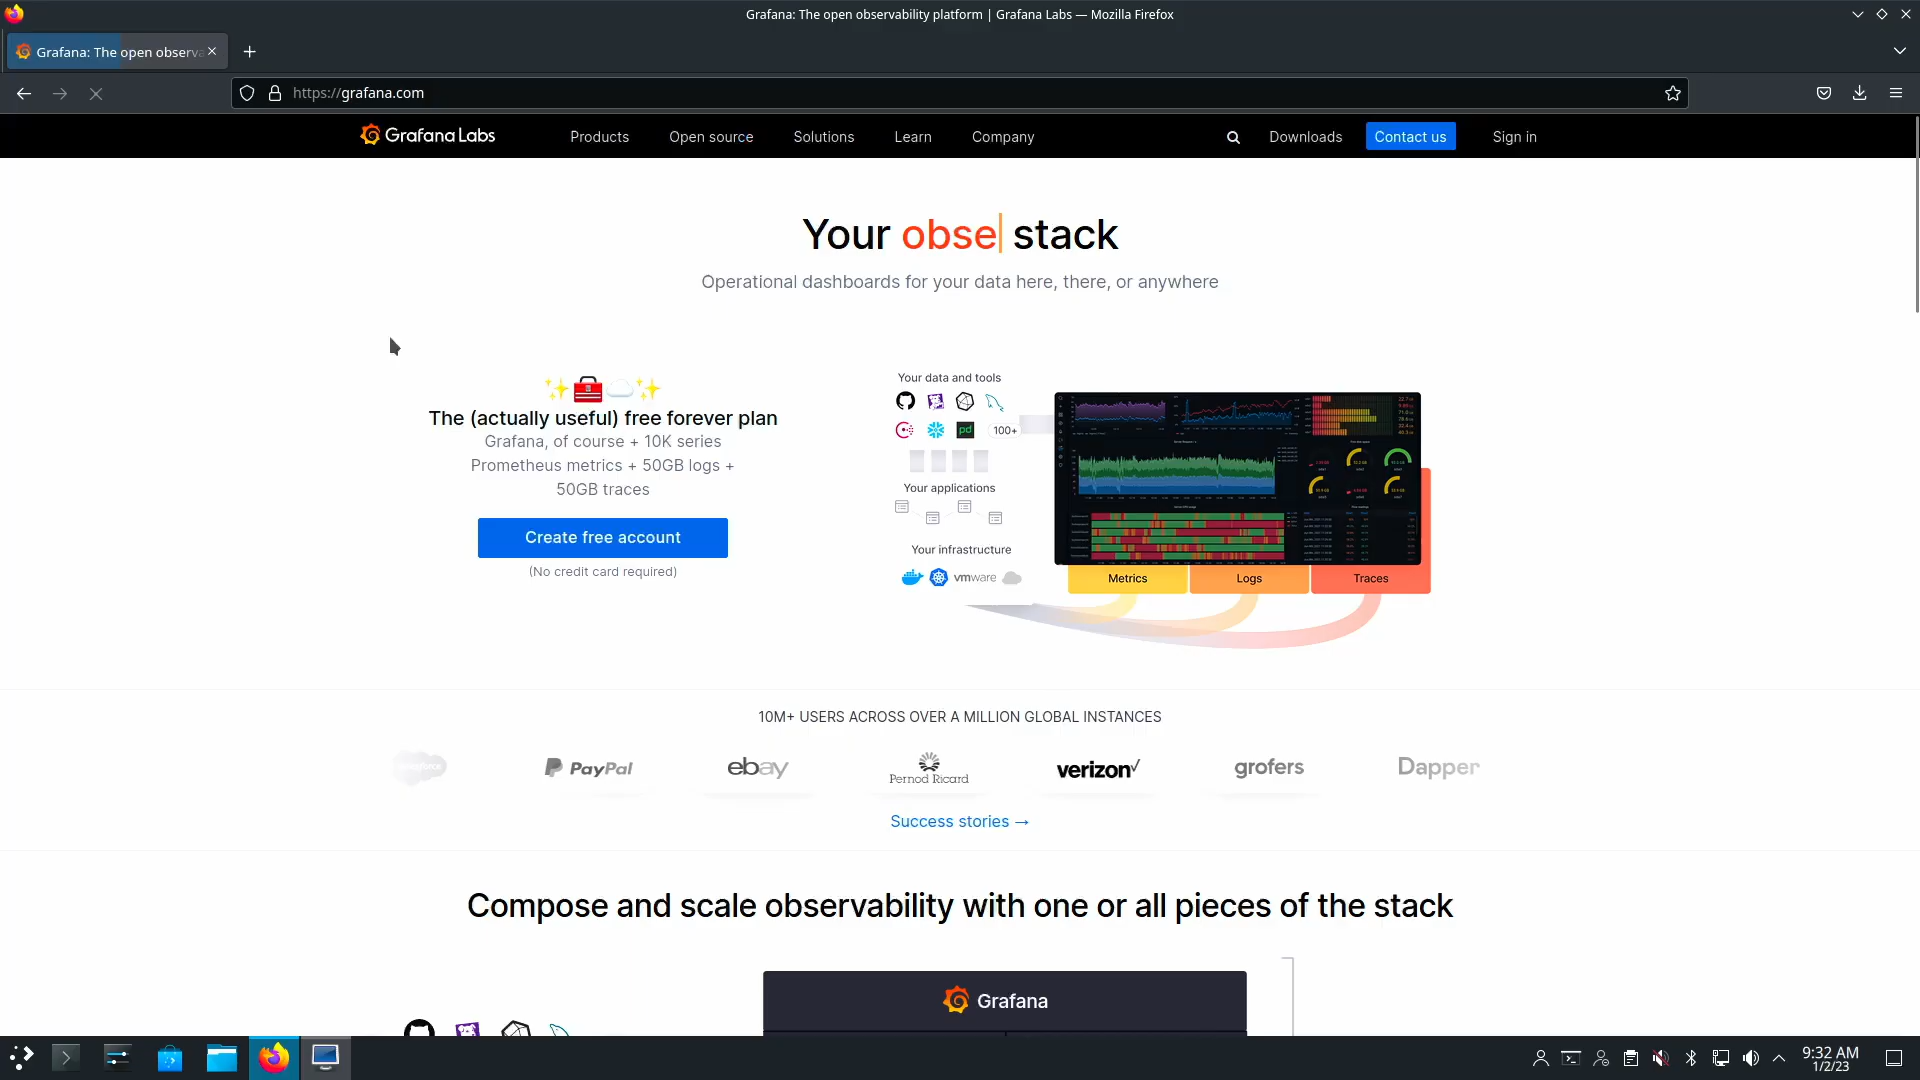 Grafana: The open observability platform | Grafana Labs — Mozilla Firefox
Grafana: The open observa
https://grafana.com
Grafana Labs
Products
Open source
Solutions
Learn
Company
Downloads
Contact us
Sign in
Your obse stack
Operational dashboards for your data here, there, or anywhere
The (actually useful) free forever plan
Grafana, of course + 10K series
Prometheus metrics + 50GB logs +
50GB traces
Create free account
(No credit card required)
Your data and tools
pd
100+
Your applications
Your infrastructure
vmware
Metrics
Logs
Traces
10M+ USERS ACROSS OVER A MILLION GLOBAL INSTANCES
salesforce
PayPal
ebay
Pernod Ricard
verizon✓
grofers
Dapper
Success stories →
Compose and scale observability with one or all pieces of the stack
Grafana
9:32 AM
1/2/23